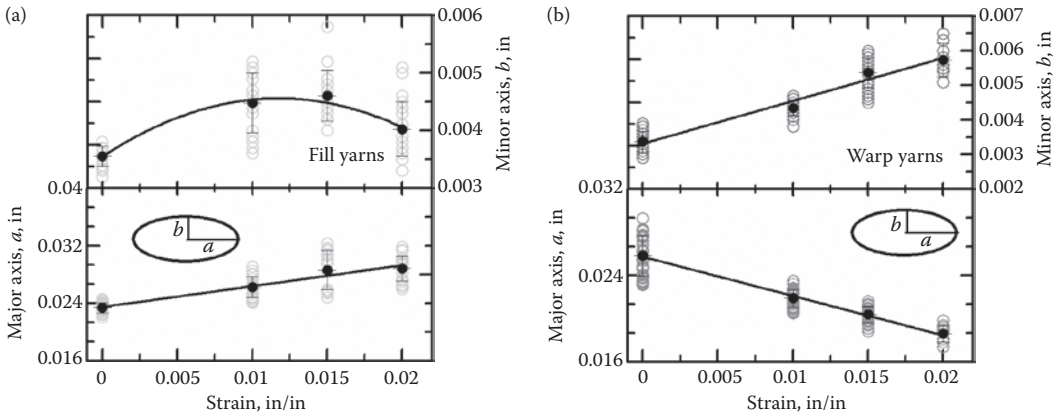 (a)
0.006
0.005
0.004
0.003
Minor axis, b, in
Fill yarns
0.04
0.032
0.024
0.016
Major axis, a, in
b
a
0
0.005
0.01
0.015
0.02
Strain, in/in
(b)
0.007
0.006
0.005
0.004
0.003
0.002
Minor axis, b, in
Warp yarns
0.032
0.024
0.016
Major axis, a, in
b
a
0
0.005
0.01
0.015
0.02
Strain, in/in